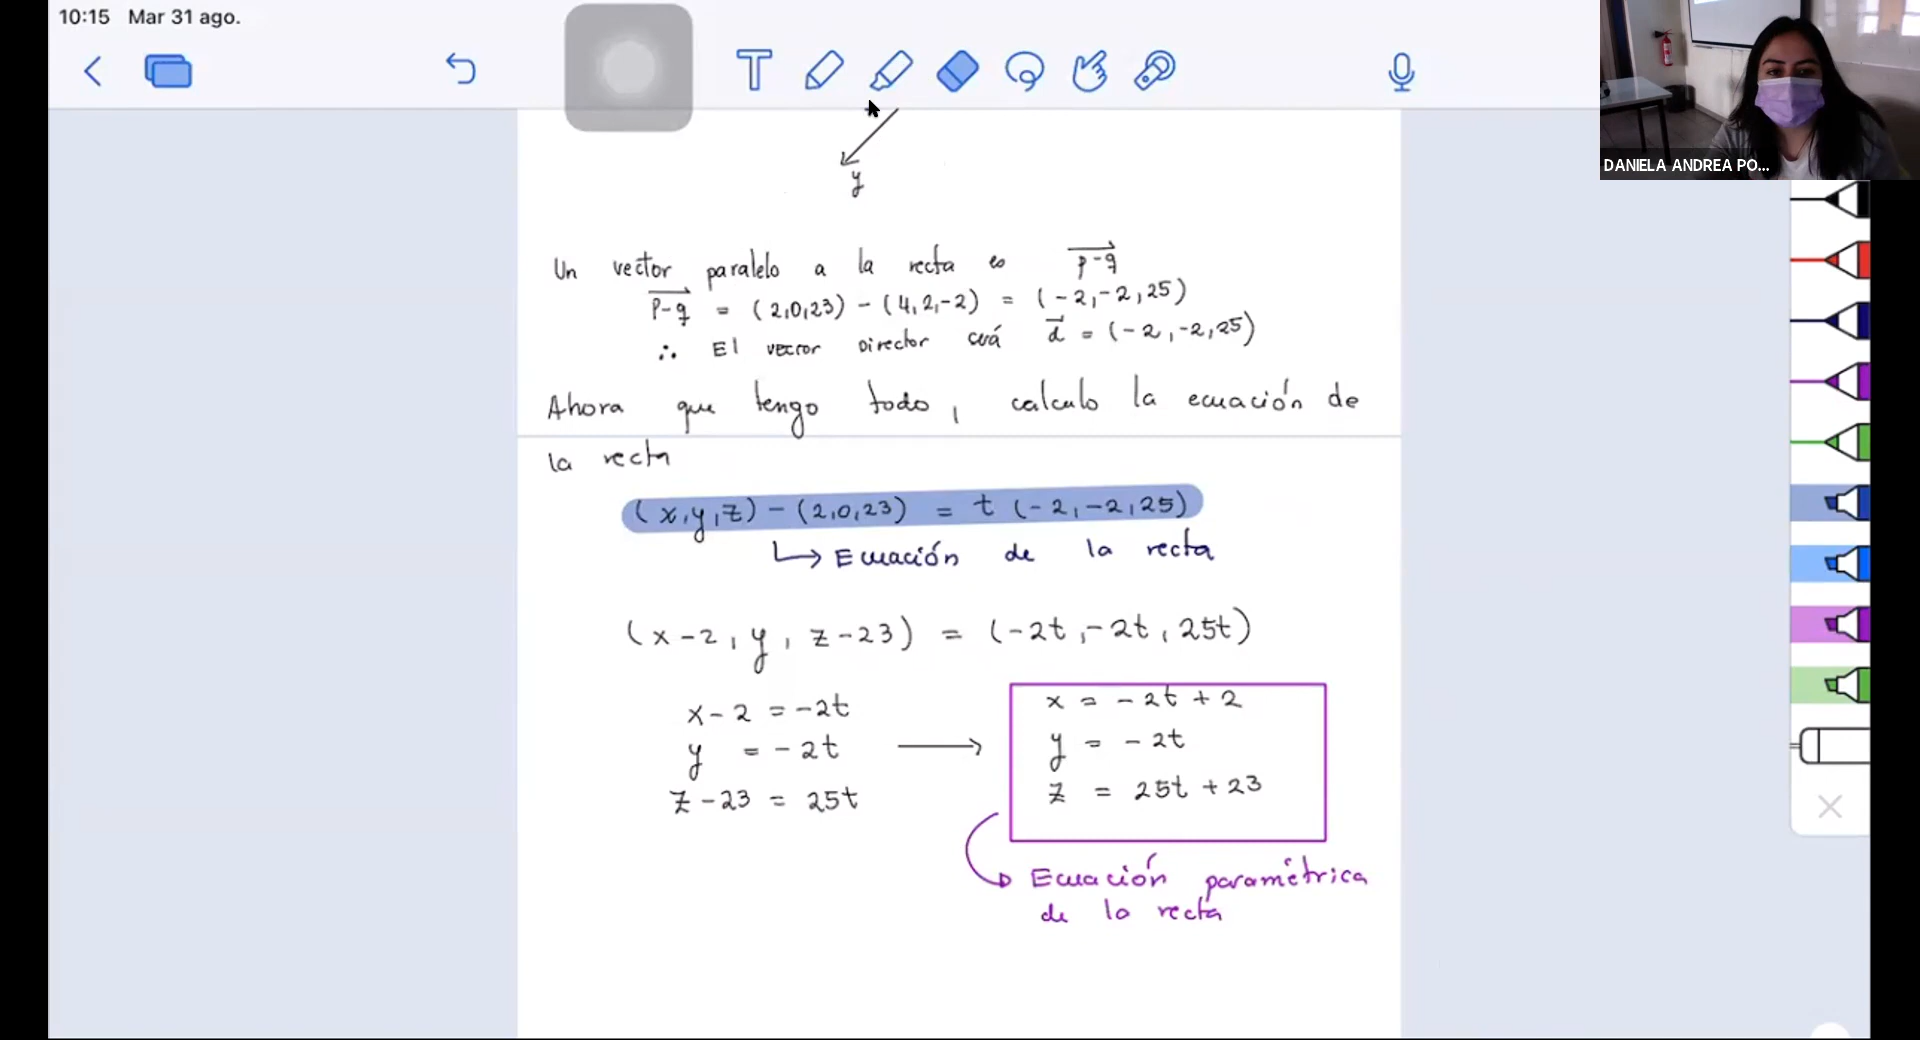 10:15 Mar 31 ago.
T
DANIELA ANDREA PO...
y
Un vector paralelo a la recta es p-q
p-q = (2,0,23) - (4,2,-2) = (-2,-2,25)
∴ El vector Director será d = (-2,-2,25)
Ahora que tengo todo, calculo la ecuación de
la recta
(x,y,z) - (2,0,23) = t (-2,-2,25)
↳ Ecuación de la recta
(x-2, y, z-23) = (-2t,-2t,25t)
x-2 = -2t
y = -2t
z-23 = 25t
x = -2t+2
y = -2t
z = 25t+23
Ecuación paramétrica
de la recta